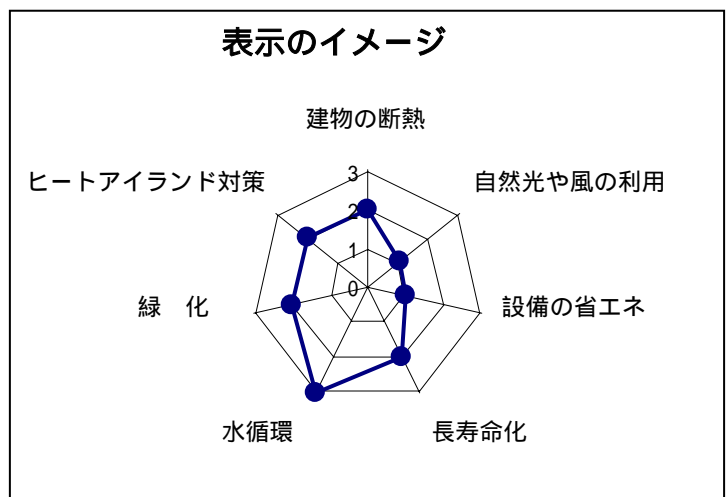 表示のイメージ
建物の断熱
ヒートアイランド対策
自然光や風の利用
3
2
1
0
緑　化
設備の省エネ
水循環
長寿命化